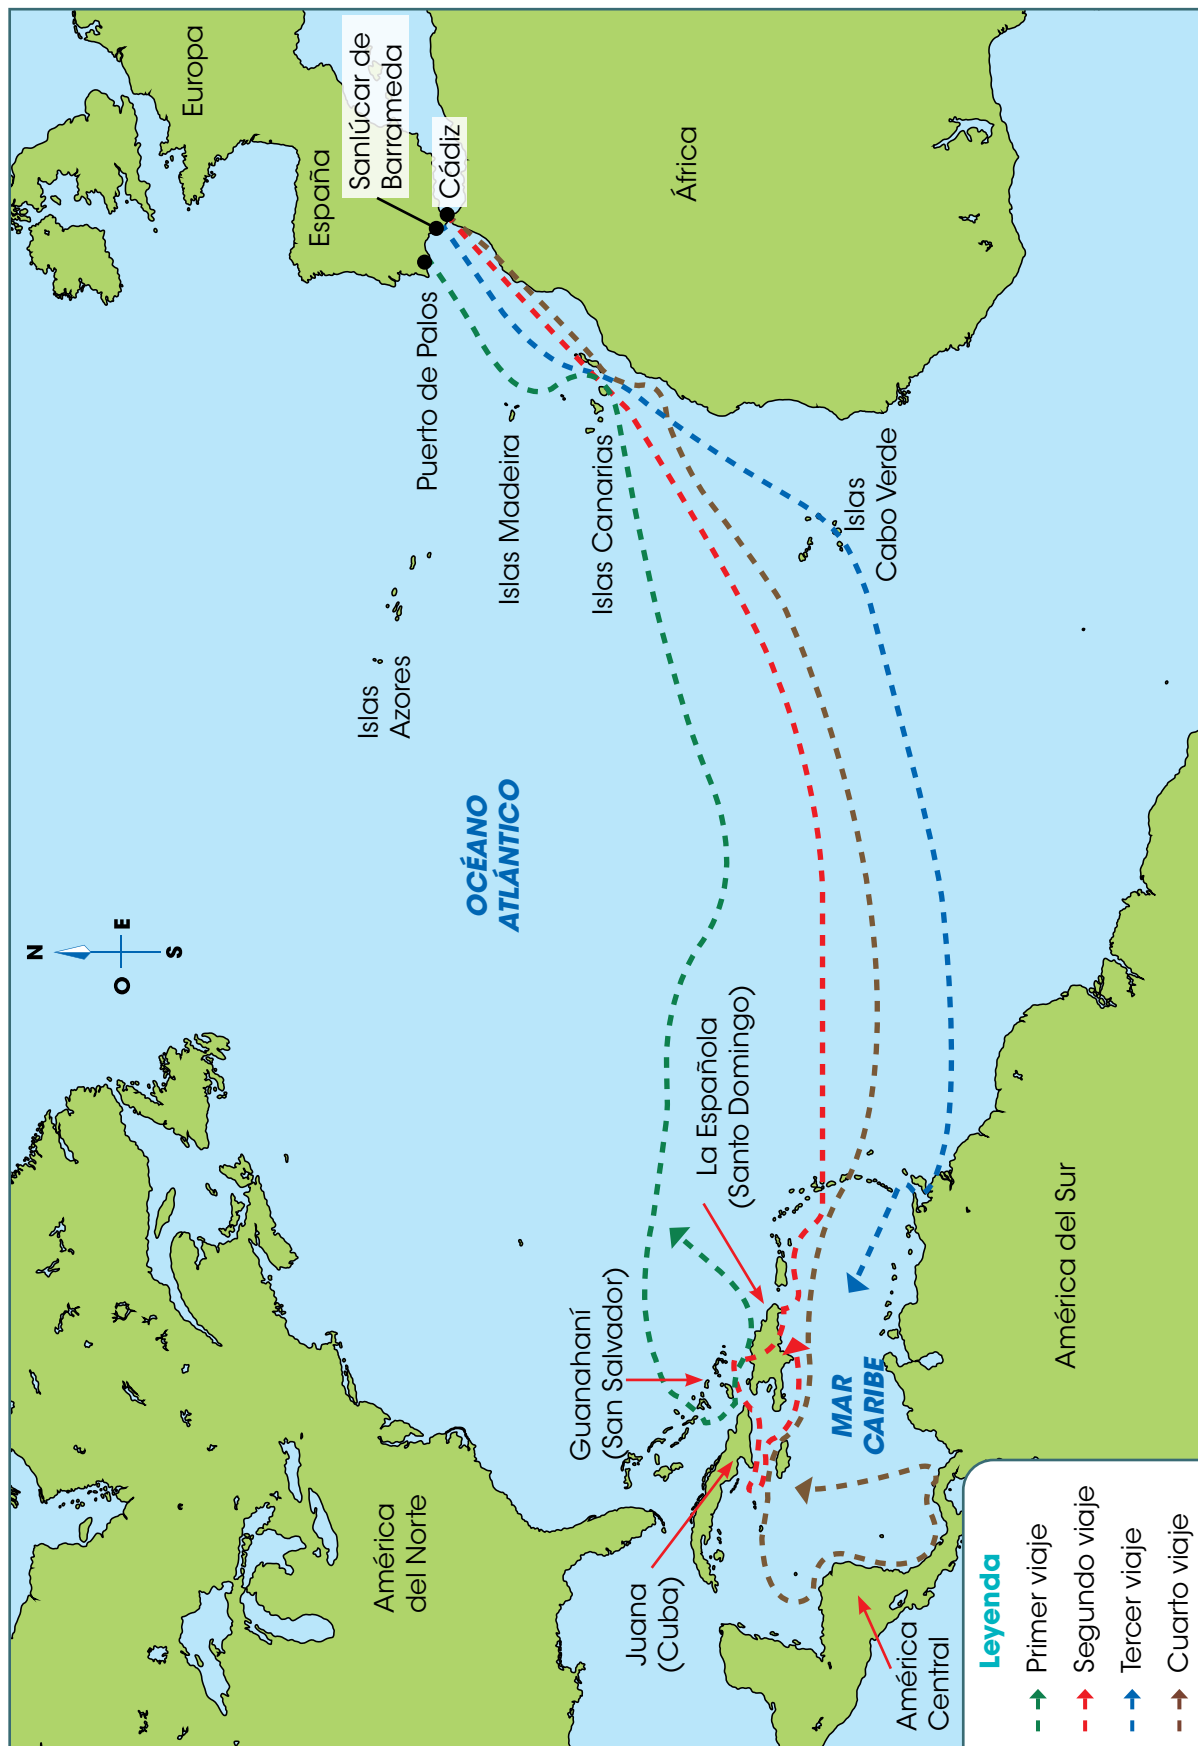 Europa
España
Sanlúcar de
Barrameda
Cádiz
África
Puerto de Palos
Islas Madeira
Islas Canarias
Islas
Cabo Verde
Islas
Azores
OCÉANO
ATLÁNTICO
N
O E
S
La Española
(Santo Domingo)
Guanahaní
(San Salvador)
Juana
(Cuba)
América
del Norte
MAR
CARIBE
América del Sur
América
Central
Leyenda
Primer viaje
Segundo viaje
Tercer viaje
Cuarto viaje